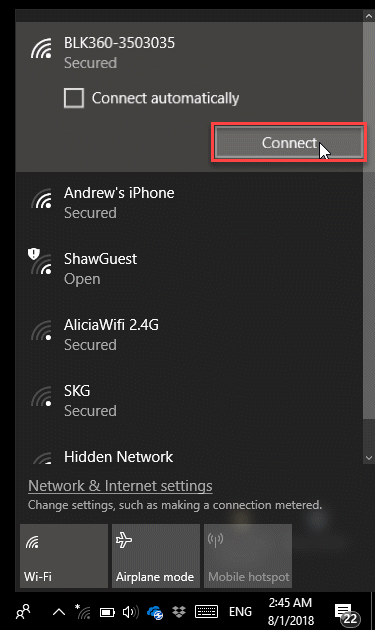 BLK360-3503035
Secured
Connect automatically
Connect
Andrew's iPhone
Secured
ShawGuest
Open
AliciaWifi 2.4G
Secured
SKG
Secured
Hidden Network
Network & Internet settings
Change settings, such as making a connection metered.
Wi-Fi
Airplane mode
Mobile hotspot
ENG
2:45 AM
8/1/2018
22